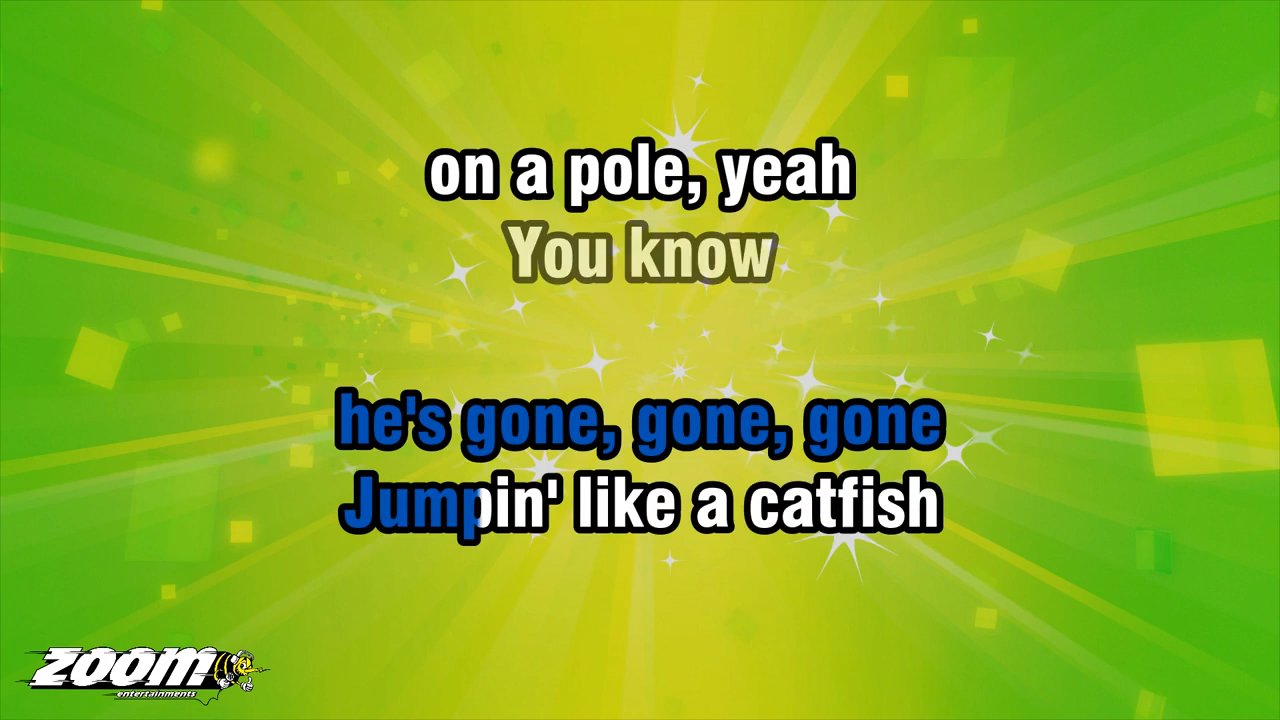 on a pole, yeah
You know
he's gone, gone, gone
Jumpin' like a catfish
ZOOM
entertainments